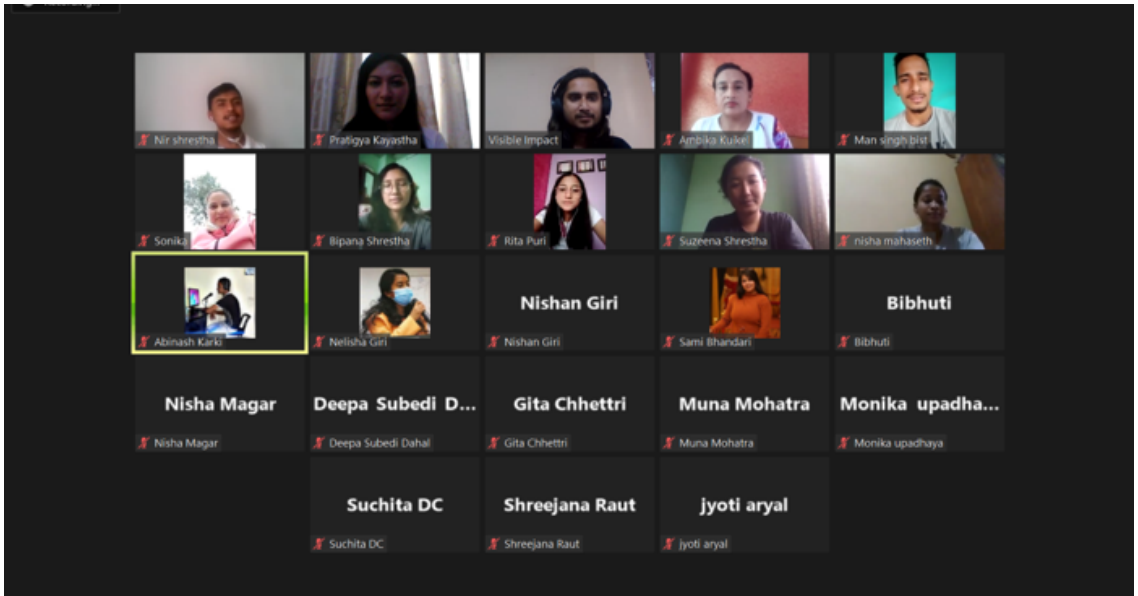 Nir shrestha
Pratigya Kayastha
Visible Impact
Ambika Kuikel
Man singh bist
Sonika
Bipana Shrestha
Rita Puri
Suzeena Shrestha
nisha mahaseth
Abinash Karki
Nelisha Giri
Nishan Giri
Nishan Giri
Sami Bhandari
Bibhuti
Bibhuti
Nisha Magar
Nisha Magar
Deepa Subedi D...
Deepa Subedi Dahal
Gita Chhettri
Gita Chhettri
Muna Mohatra
Muna Mohatra
Monika upadha...
Monika upadhaya
Suchita DC
Suchita DC
Shreejana Raut
Shreejana Raut
jyoti aryal
jyoti aryal